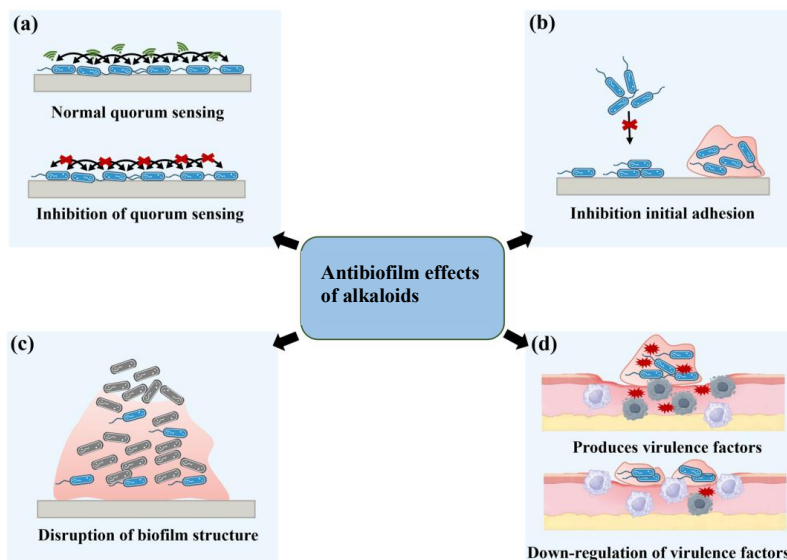 (a)
Normal quorum sensing
Inhibition of quorum sensing
(b)
Inhibition initial adhesion
Antibiofilm effects
of alkaloids
(c)
Disruption of biofilm structure
(d)
Produces virulence factors
Down-regulation of virulence factors